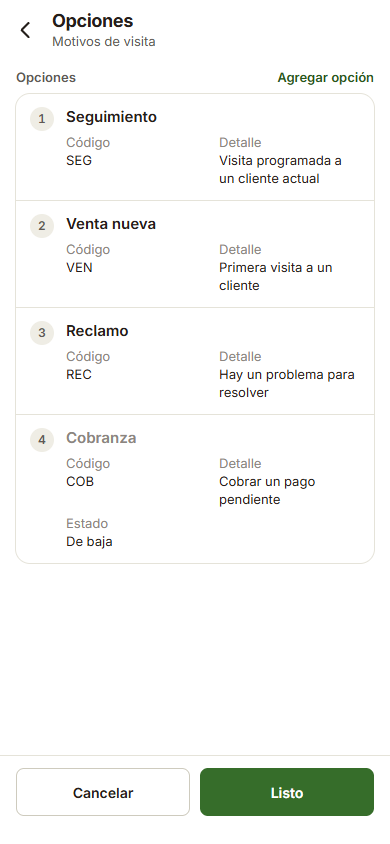 Opciones
Motivos de visita
Opciones
Agregar opción
1
Seguimiento
Código
Detalle
SEG
Visita programada a
un cliente actual
2
Venta nueva
Código
Detalle
VEN
Primera visita a un
cliente
3
Reclamo
Código
Detalle
REC
Hay un problema para
resolver
4
Cobranza
Código
Detalle
COB
Cobrar un pago
pendiente
Estado
De baja
Cancelar
Listo